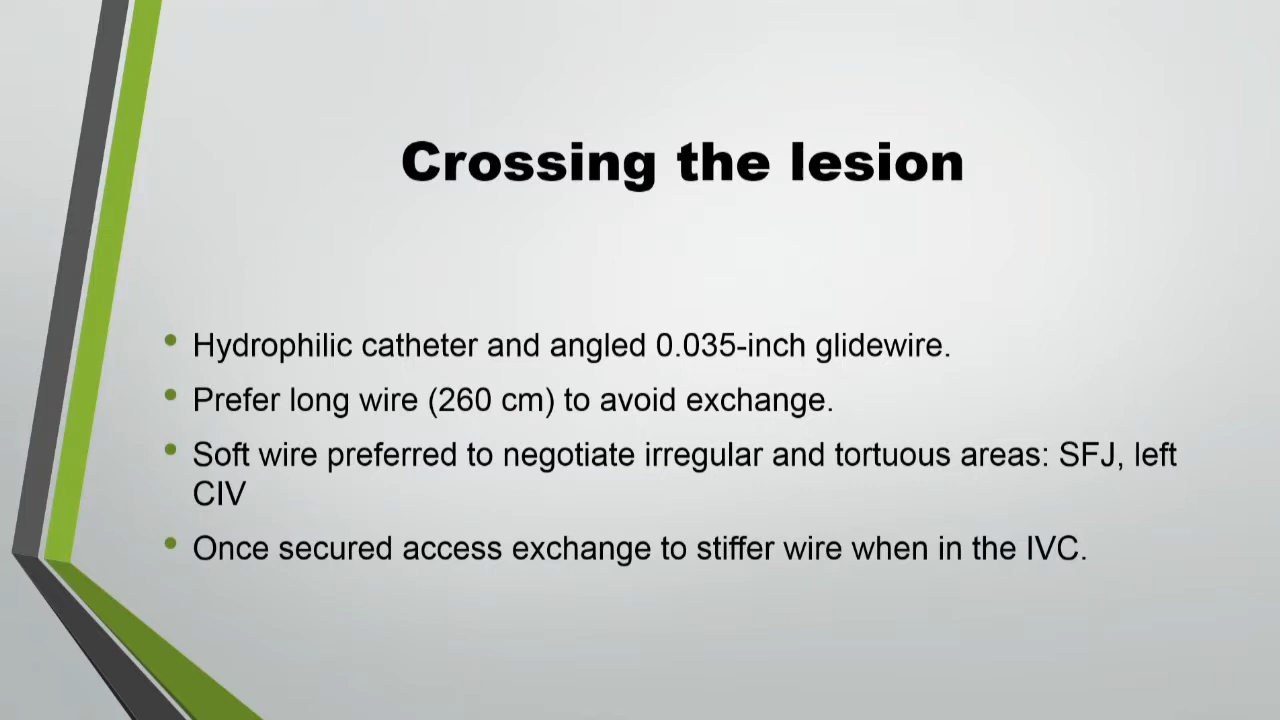 Crossing the lesion
• Hydrophilic catheter and angled 0.035-inch glidewire.
• Prefer long wire (260 cm) to avoid exchange.
• Soft wire preferred to negotiate irregular and tortuous areas: SFJ, left
CIV
• Once secured access exchange to stiffer wire when in the IVC.